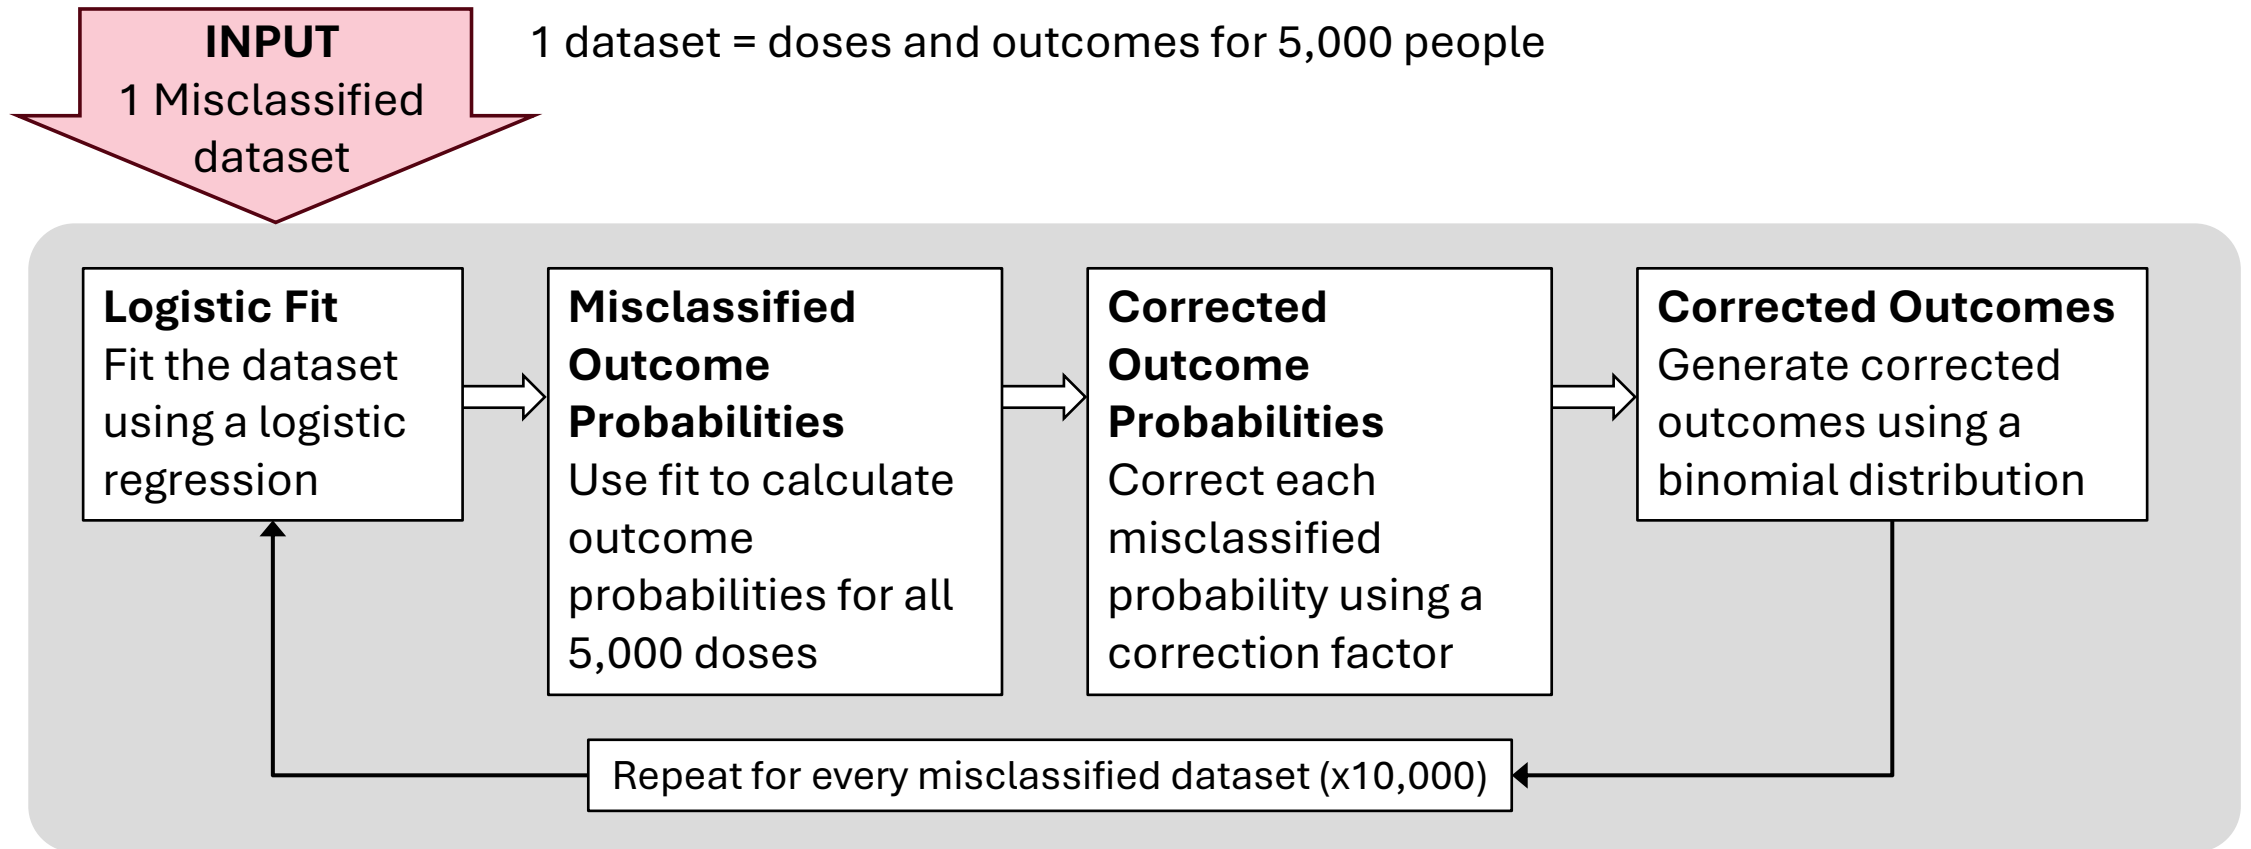 INPUT
1 Misclassified
dataset
1 dataset = doses and outcomes for 5,000 people
Logistic Fit
Fit the dataset
using a logistic
regression
Misclassified
Outcome
Probabilities
Use fit to calculate
outcome
probabilities for all
5,000 doses
Corrected
Outcome
Probabilities
Correct each
misclassified
probability using a
correction factor
Corrected Outcomes
Generate corrected
outcomes using a
binomial distribution
Repeat for every misclassified dataset (x10,000)